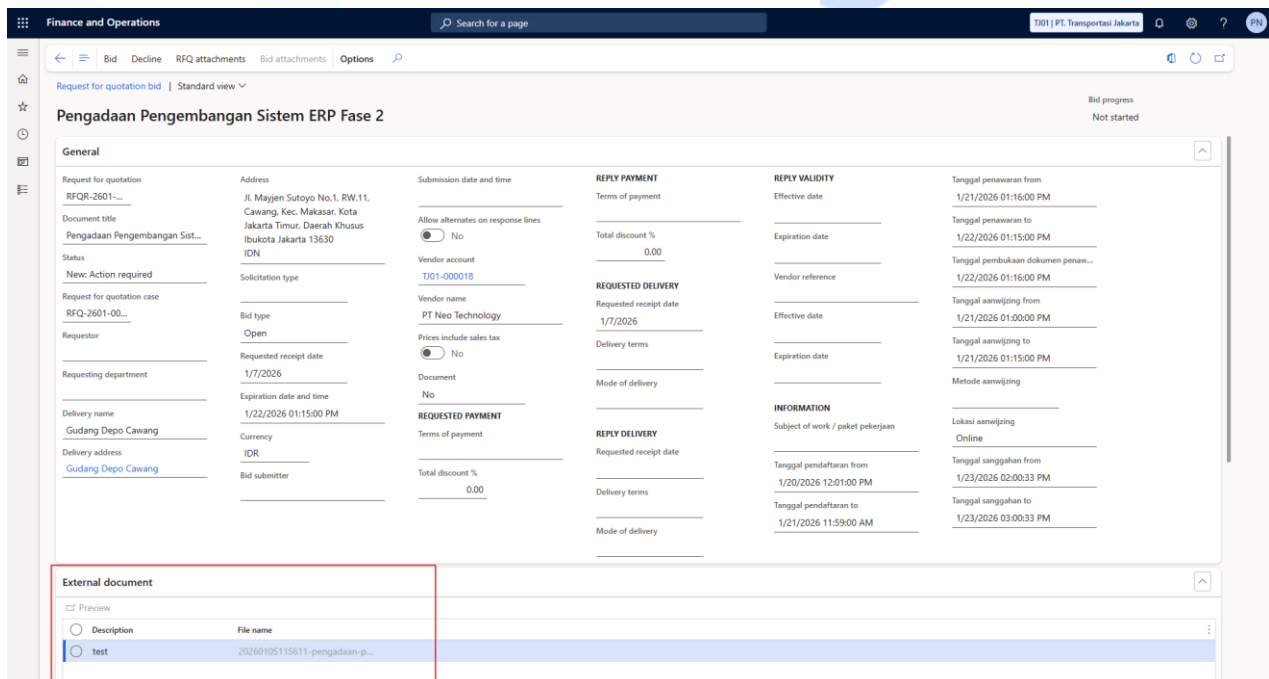 Finance and Operations
Search for a page
TJ01 | PT. Transportasi Jakarta
?
PN
Bid Decline RFQ attachments Bid attachments Options
Request for quotation bid | Standard view
Bid progress
Not started
Pengadaan Pengembangan Sistem ERP Fase 2
General
Request for quotation
RFQR-2601-...
Document title
Pengadaan Pengembangan Sist...
Status
New: Action required
Request for quotation case
RFQ-2601-00...
Requestor
Requesting department
Delivery name
Gudang Depo Cawang
Delivery address
Gudang Depo Cawang
Address
Jl. Mayjen Sutoyo No.1, RW.11,
Cawang, Kec. Makasar, Kota
Jakarta Timur, Daerah Khusus
Ibukota Jakarta 13630
IDN
Solicitation type
Bid type
Open
Requested receipt date
1/7/2026
Expiration date and time
1/22/2026 01:15:00 PM
Currency
IDR
Bid submitter
Submission date and time
Allow alternates on response lines
No
Vendor account
TJ01-000018
Vendor name
PT Neo Technology
Prices include sales tax
No
Document
No
REQUESTED PAYMENT
Terms of payment
Total discount %
0.00
REPLY PAYMENT
Terms of payment
Total discount %
0.00
REQUESTED DELIVERY
Requested receipt date
1/7/2026
Delivery terms
Mode of delivery
REPLY DELIVERY
Requested receipt date
Delivery terms
Mode of delivery
REPLY VALIDITY
Effective date
Expiration date
Vendor reference
Effective date
Expiration date
INFORMATION
Subject of work / paket pekerjaan
Tanggal pendaftaran from
1/20/2026 12:01:00 PM
Tanggal pendaftaran to
1/21/2026 11:59:00 AM
Tanggal penawaran from
1/21/2026 01:16:00 PM
Tanggal penawaran to
1/22/2026 01:15:00 PM
Tanggal pembukaan dokumen penaw...
1/22/2026 01:16:00 PM
Tanggal aanwijzing from
1/21/2026 01:00:00 PM
Tanggal aanwijzing to
1/21/2026 01:15:00 PM
Metode aanwijzing
Lokasi aanwijzing
Online
Tanggal sanggahan from
1/23/2026 02:00:33 PM
Tanggal sanggahan to
1/23/2026 03:00:33 PM
External document
Preview
Description File name
test 20260105115611-pengadaan-p...